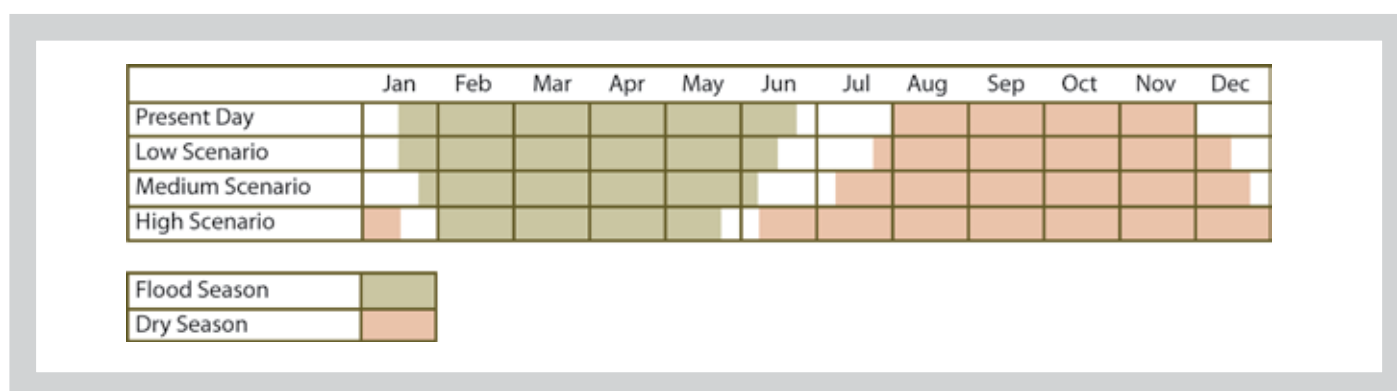 Jan Feb Mar Apr May Jun Jul Aug Sep Oct Nov Dec
Present Day
Low Scenario
Medium Scenario
High Scenario
Flood Season
Dry Season